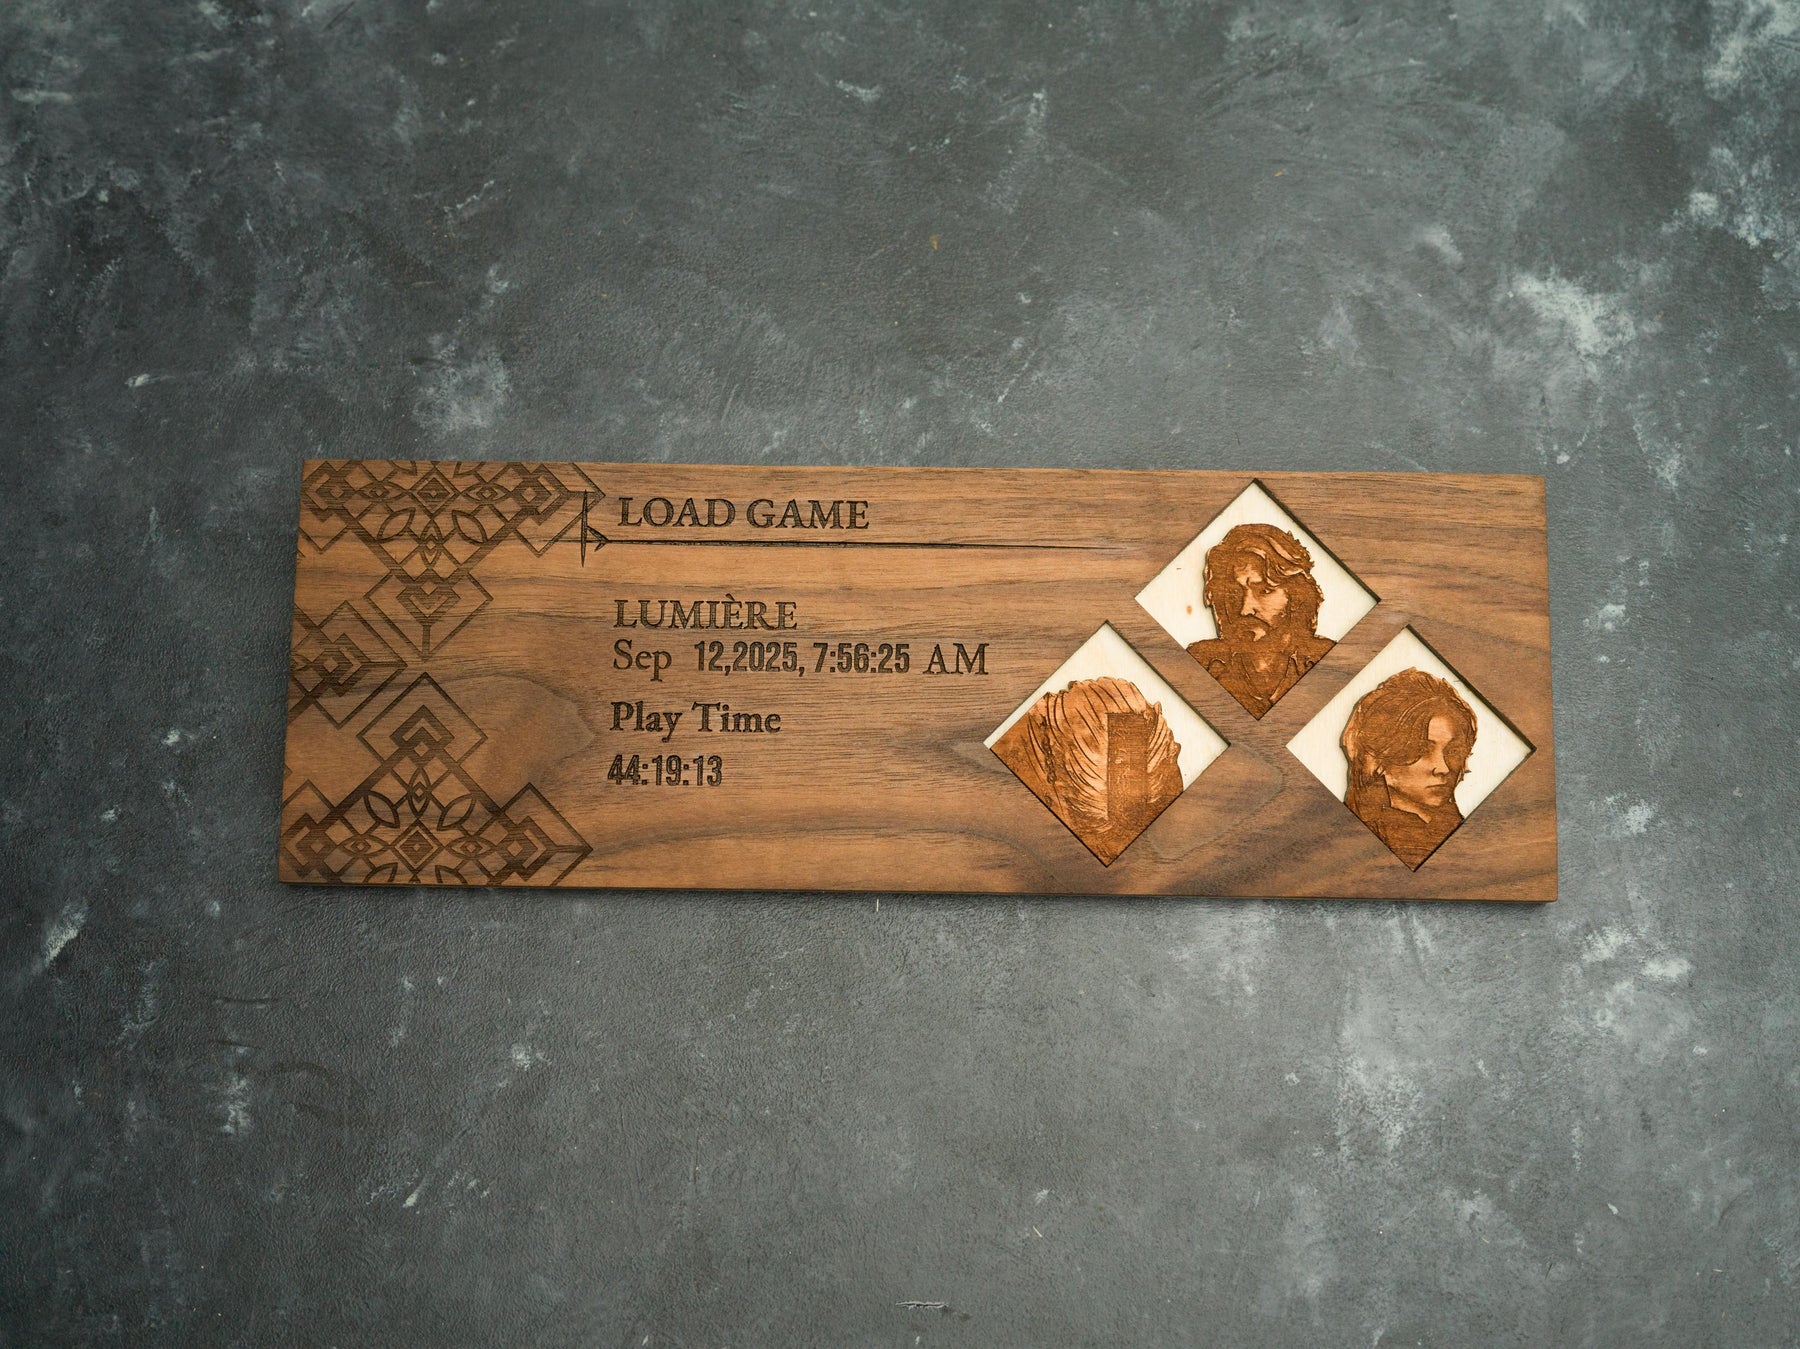 LOAD GAME
LUMIÈRE
Sep 12,2025, 7:56:25 AM
Play Time
44:19:13